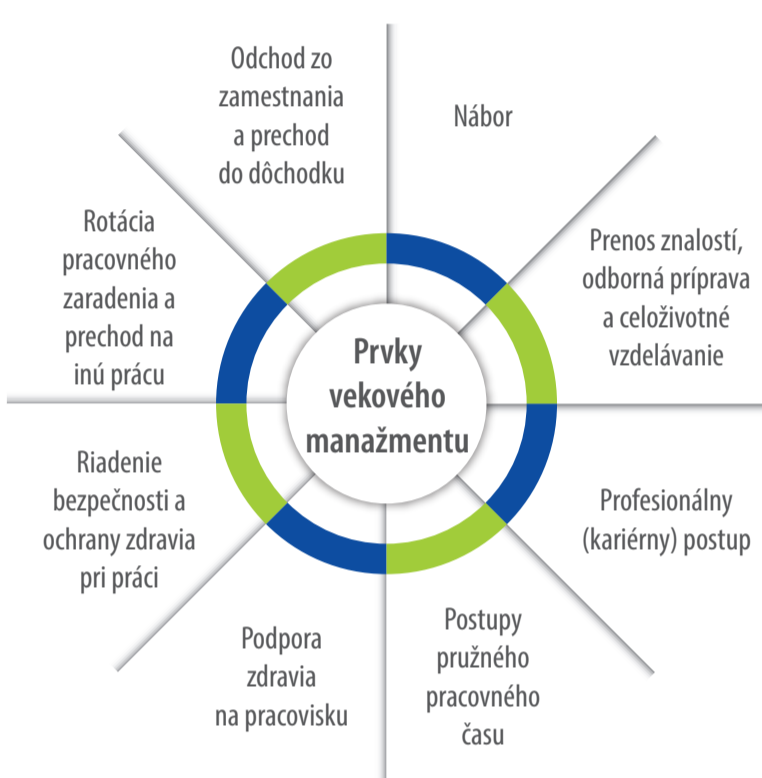 Prvky
vekového
manažmentu
Nábor
Prenos znalostí,
odborná príprava
a celoživotné
vzdelávanie
Profesionálny
(kariérny) postup
Postupy
pružného
pracovného
času
Podpora
zdravia
na pracovisku
Riadenie
bezpečnosti a
ochrany zdravia
pri práci
Rotácia
pracovného
zaradenia a
prechod na
inú prácu
Odchod zo
zamestnania
a prechod
do dôchodku